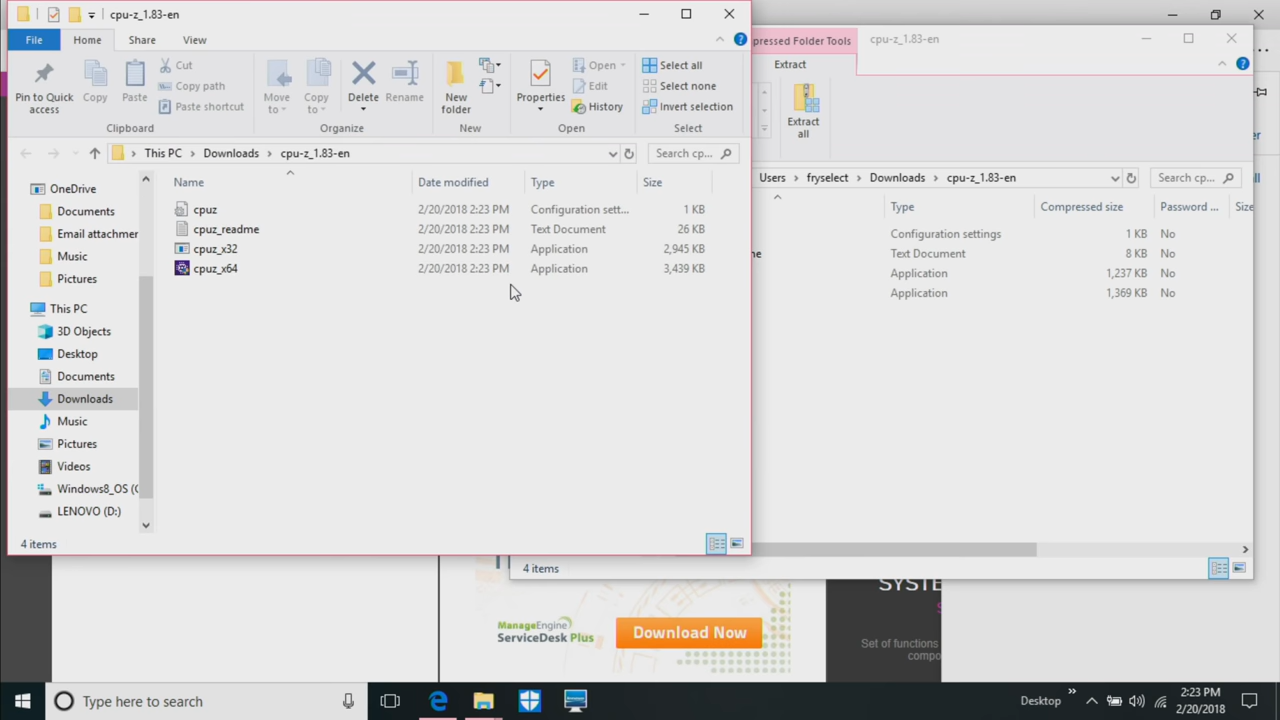 cpu-z_1.83-en
File Home Share View
Pin to Quick access
Copy
Paste
Cut
Copy path
Paste shortcut
Clipboard
Move to
Copy to
Delete
Rename
Organize
New folder
New
Properties
Open
Edit
History
Open
Select all
Select none
Invert selection
Select
This PC Downloads cpu-z_1.83-en
Search cp...
Name Date modified Type Size
cpuz 2/20/2018 2:23 PM Configuration sett... 1 KB
cpuz_readme 2/20/2018 2:23 PM Text Document 26 KB
cpuz_x32 2/20/2018 2:23 PM Application 2,945 KB
cpuz_x64 2/20/2018 2:23 PM Application 3,439 KB
OneDrive
Documents
Email attachmer
Music
Pictures
This PC
3D Objects
Desktop
Documents
Downloads
Music
Pictures
Videos
Windows8_OS (C
LENOVO (D:)
4 items
pressed Folder Tools cpu-z_1.83-en
Extract
Extract all
Users fryselect Downloads cpu-z_1.83-en
Search cp...
Type Compressed size Password ... Size
Configuration settings 1 KB No
ne Text Document 8 KB No
Application 1,237 KB No
Application 1,369 KB No
4 items
ManageEngine
ServiceDesk Plus
Download Now
SYSTE
Set of functions
compo
Type here to search
Desktop
2:23 PM
2/20/2018